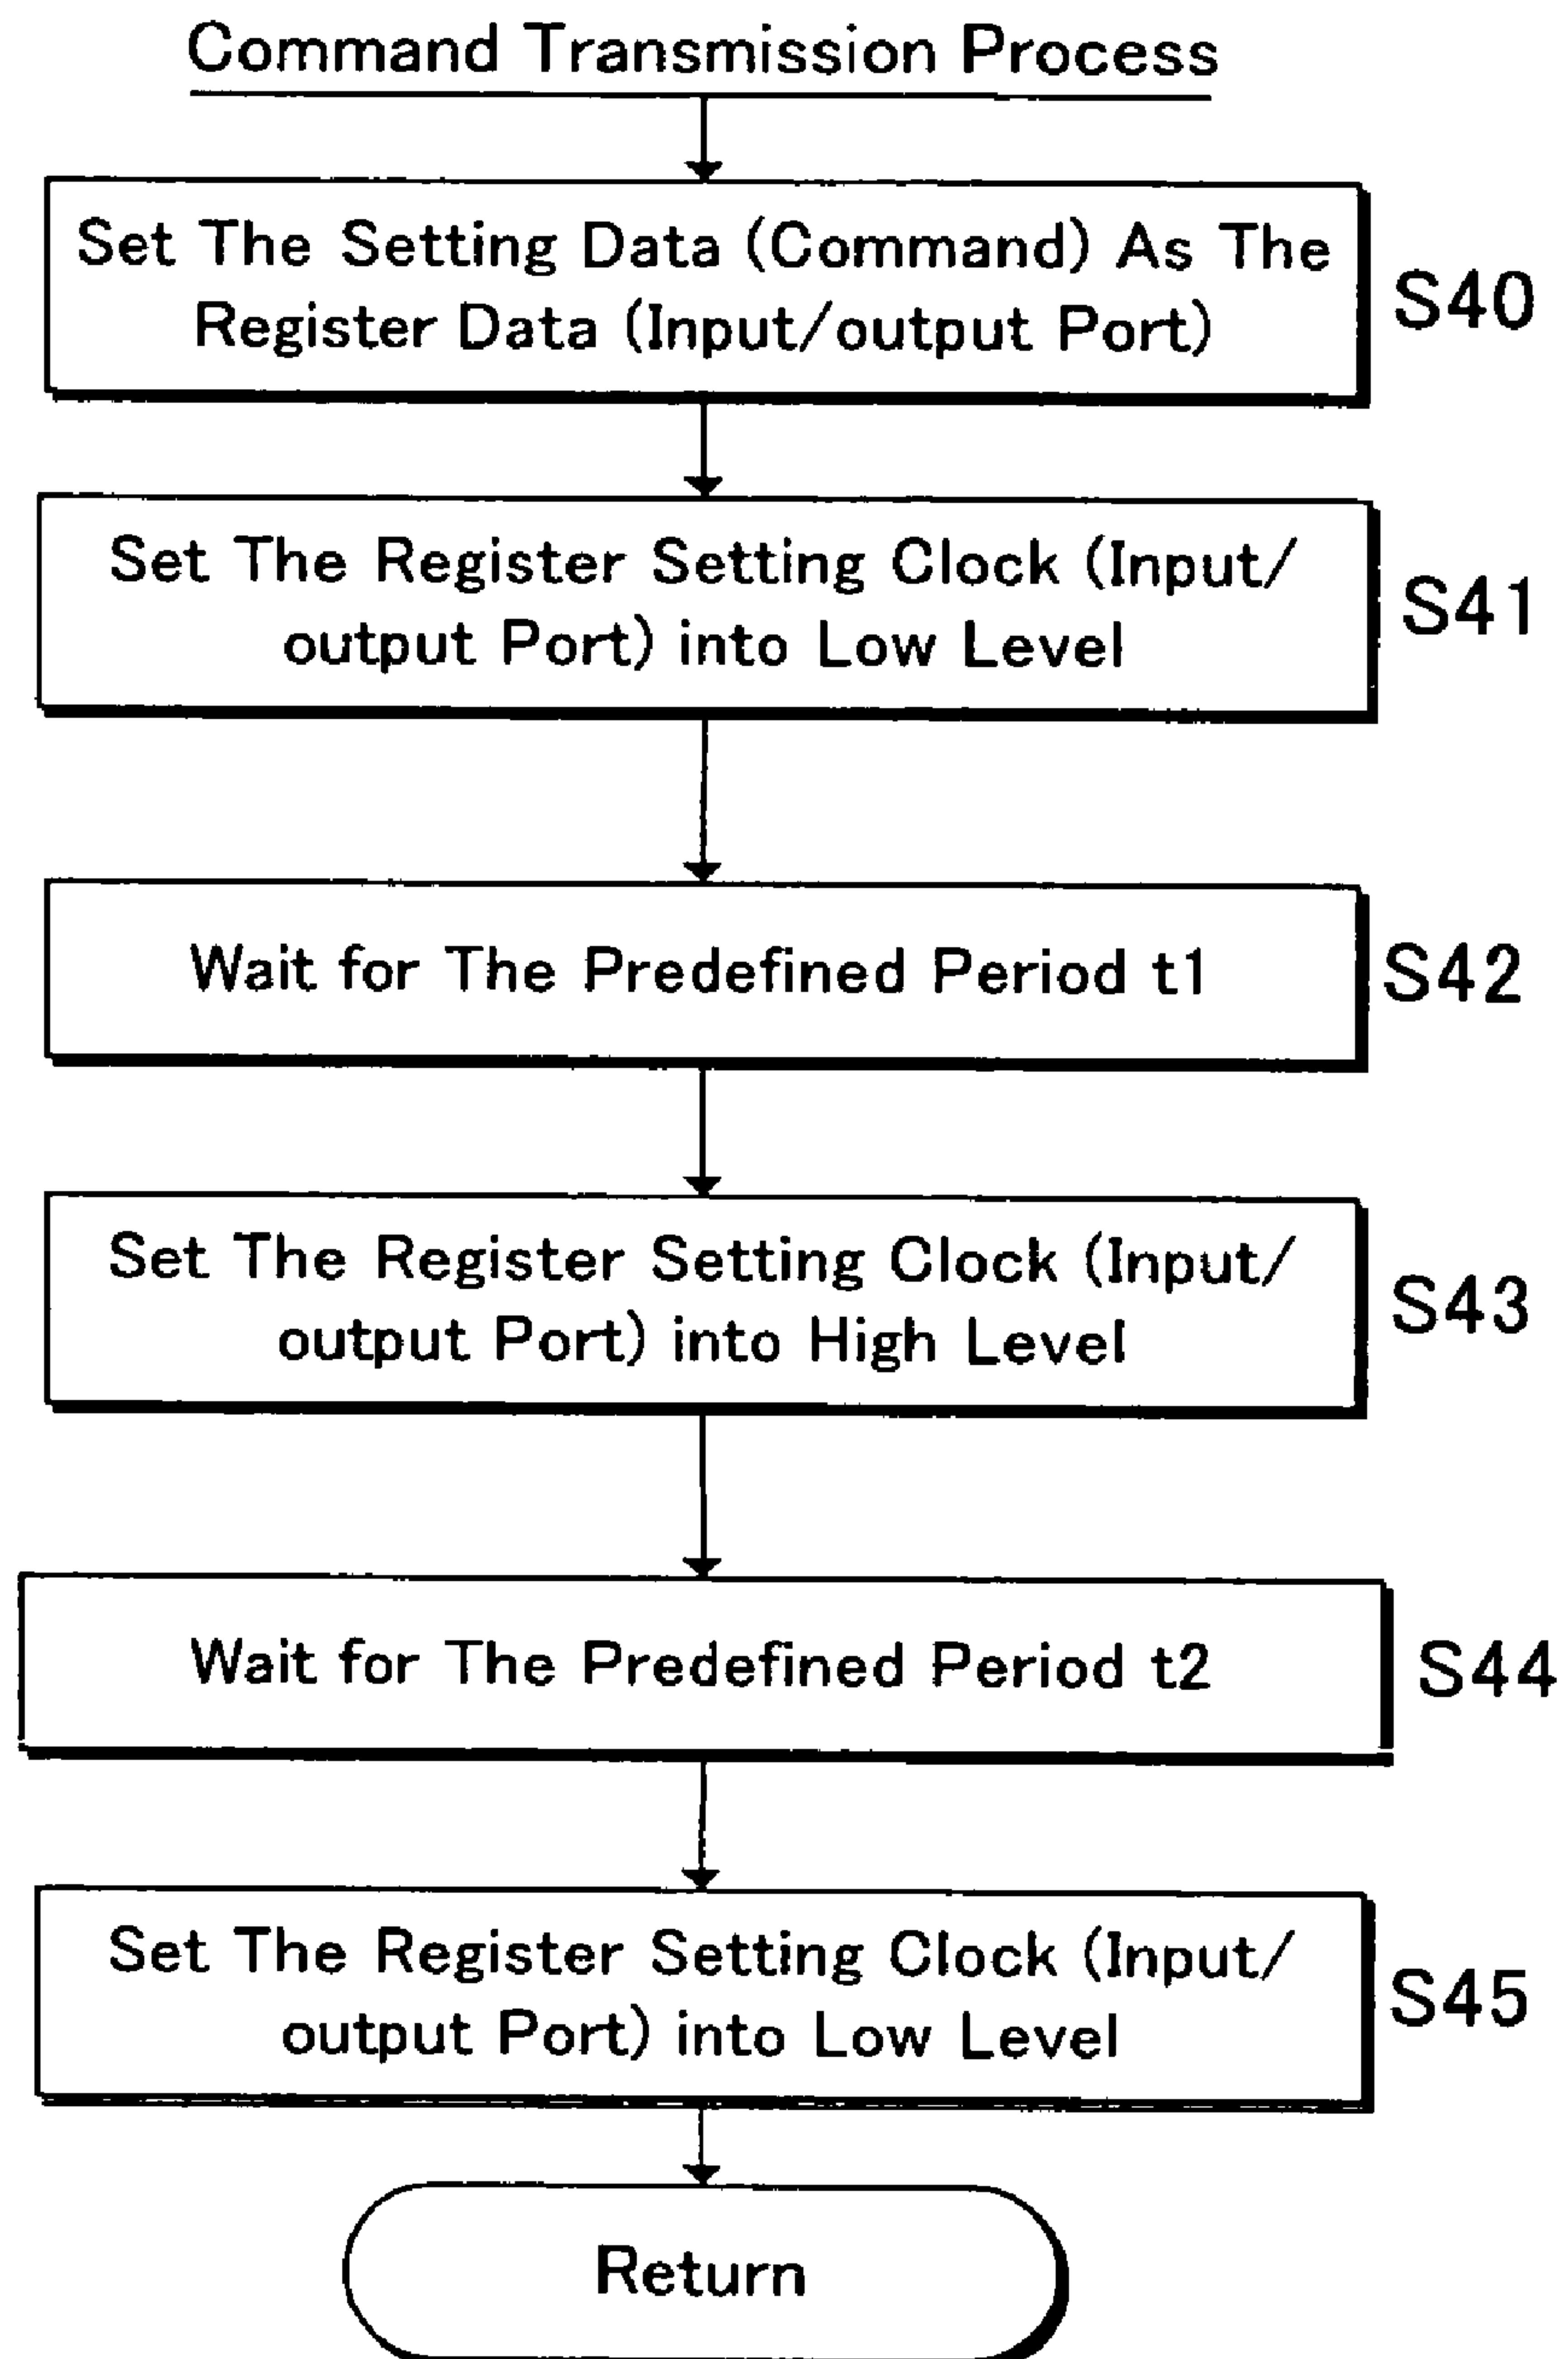 Command Transmission Process
Set The Setting Data (Command) As The
Register Data (Input/output Port)
S40
Set The Register Setting Clock (Input/
output Port) into Low Level
S41
Wait for The Predefined Period t1
S42
Set The Register Setting Clock (Input/
output Port) into High Level
S43
Wait for The Predefined Period t2
S44
Set The Register Setting Clock (Input/
output Port) into Low Level
S45
Return